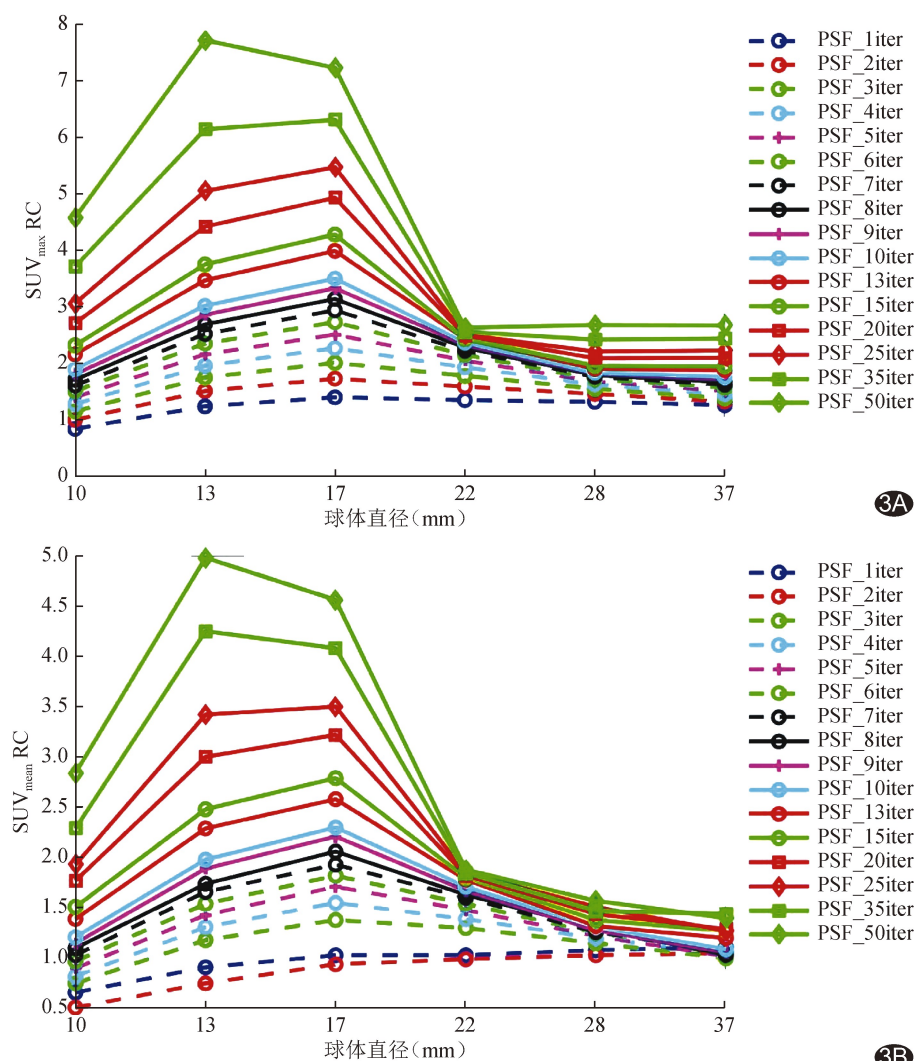 8
7
6
5
4
3
2
1
0
SUVmax RC
10 13 17 22 28 37
球体直径(mm)
PSF_1iter
PSF_2iter
PSF_3iter
PSF_4iter
PSF_5iter
PSF_6iter
PSF_7iter
PSF_8iter
PSF_9iter
PSF_10iter
PSF_13iter
PSF_15iter
PSF_20iter
PSF_25iter
PSF_35iter
PSF_50iter
3A
5.0
4.5
4.0
3.5
3.0
2.5
2.0
1.5
1.0
0.5
SUVmean RC
10 13 17 22 28 37
球体直径(mm)
PSF_1iter
PSF_2iter
PSF_3iter
PSF_4iter
PSF_5iter
PSF_6iter
PSF_7iter
PSF_8iter
PSF_9iter
PSF_10iter
PSF_13iter
PSF_15iter
PSF_20iter
PSF_25iter
PSF_35iter
PSF_50iter
3B